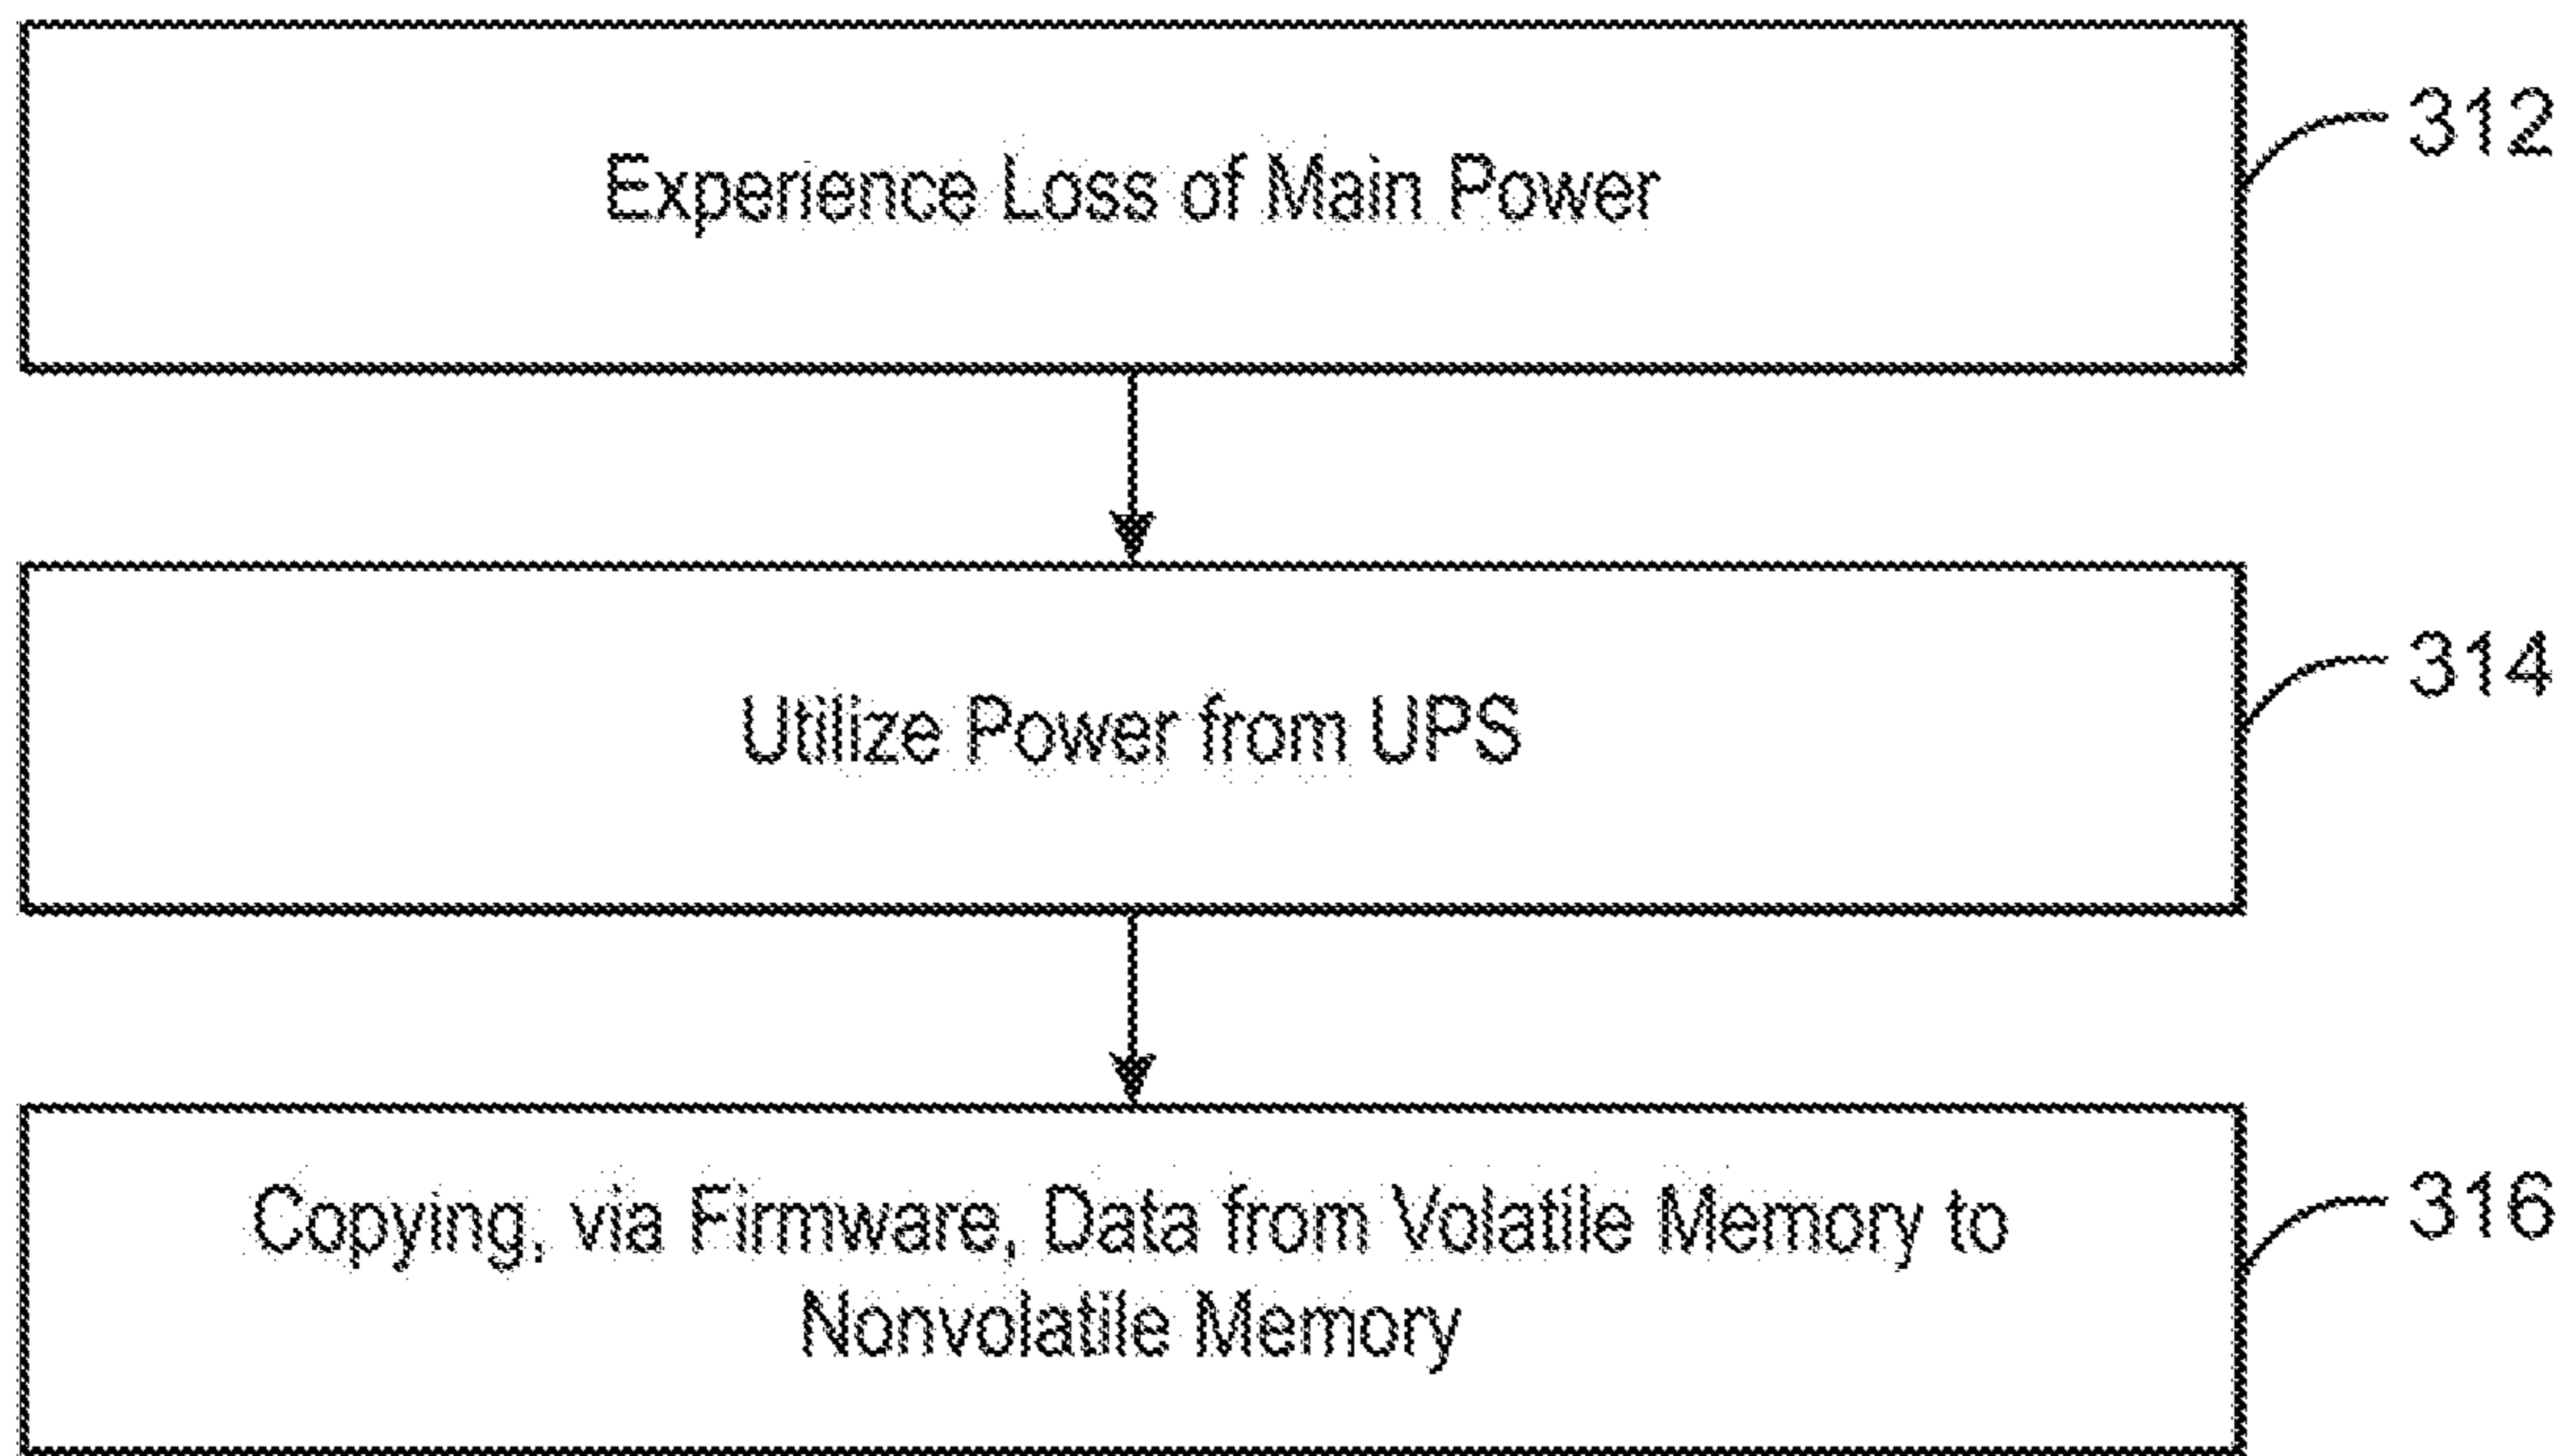 Experience Loss of Main Power
312
Utilize Power from UPS
314
Copying, via Firmware, Data from Volatile Memory to
Nonvolatile Memory
316